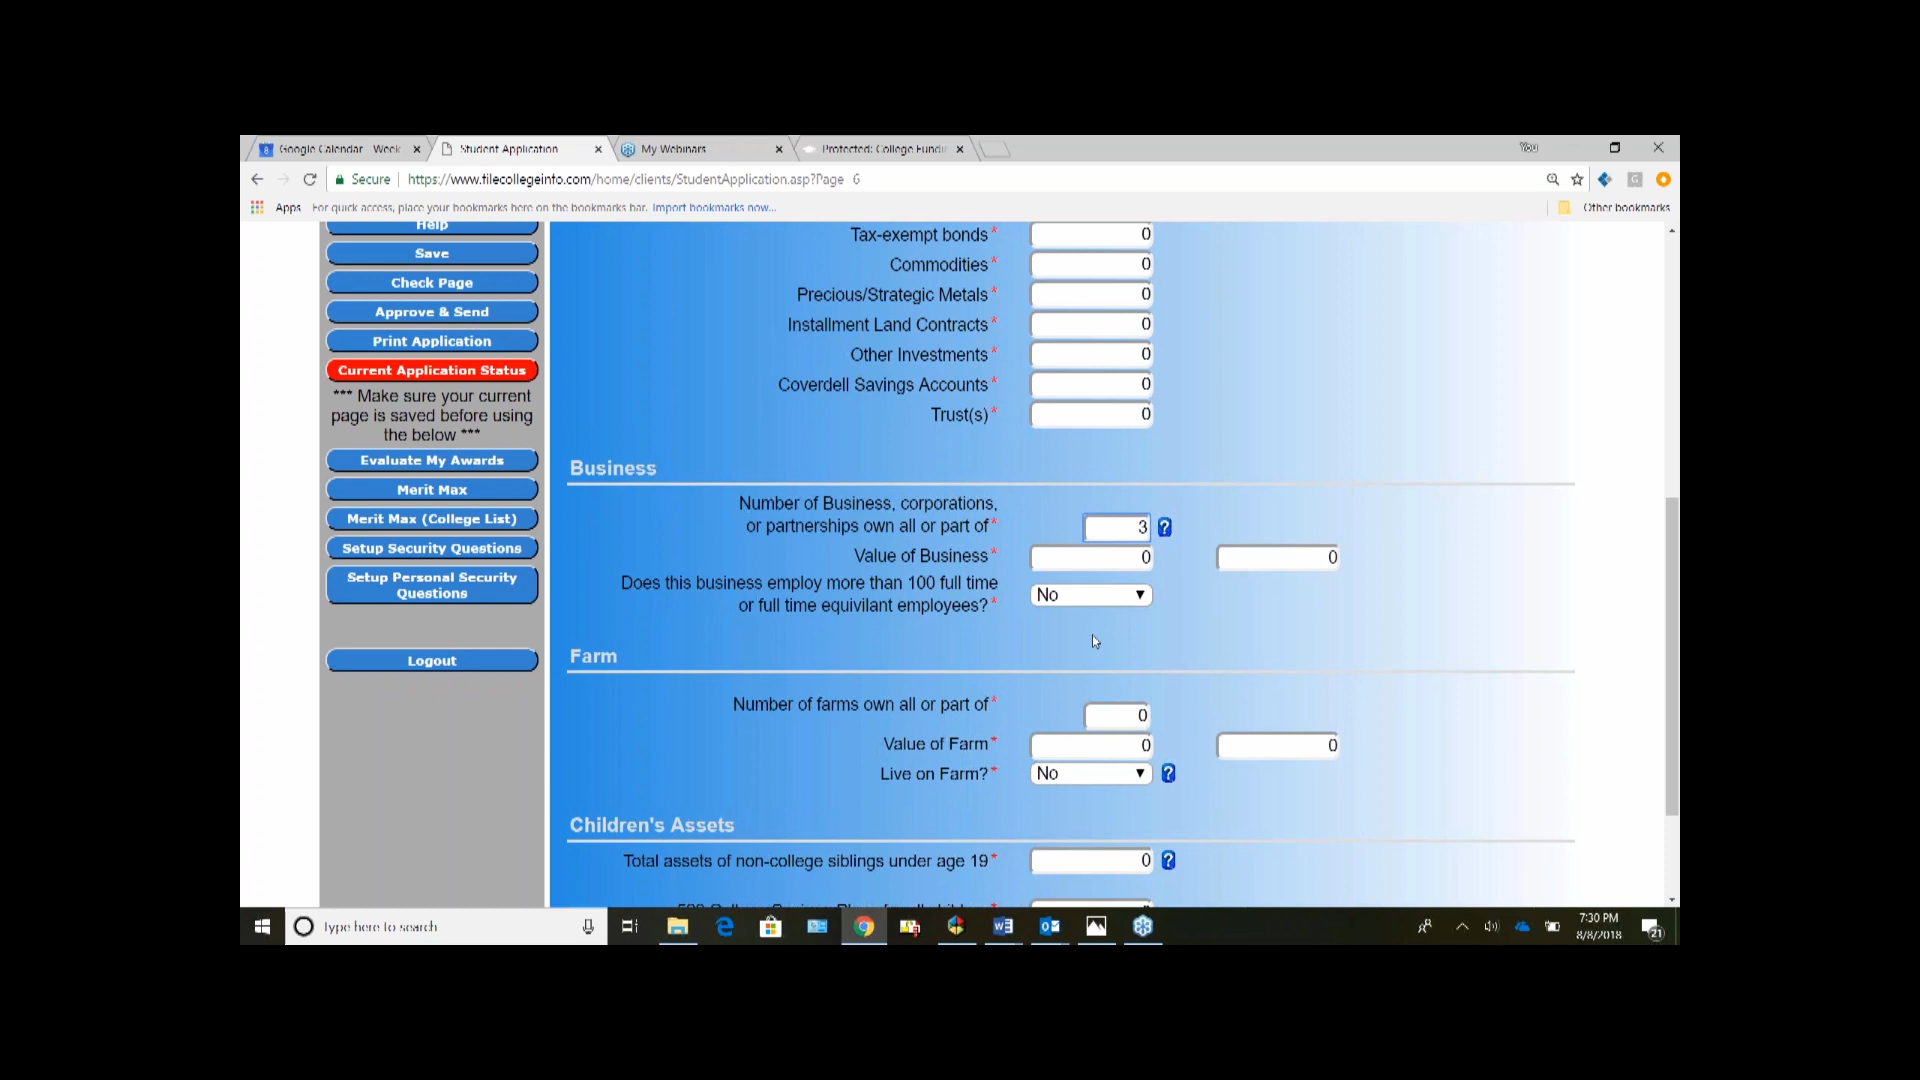 Google Calendar Week
Student Application
My Webinars
Protected: College Fundi
You
Secure
https://www.filecollegeinfo.com/home/clients/StudentApplication.asp?Page 6
Apps
For quick access, place your bookmarks here on the bookmarks bar. Import bookmarks now...
Other bookmarks
Help
Save
Check Page
Approve & Send
Print Application
Current Application Status
*** Make sure your current
page is saved before using
the below ***
Evaluate My Awards
Merit Max
Merit Max (College List)
Setup Security Questions
Setup Personal Security
Questions
Logout
Tax-exempt bonds* 0
Commodities* 0
Precious/Strategic Metals* 0
Installment Land Contracts* 0
Other Investments* 0
Coverdell Savings Accounts* 0
Trust(s)* 0
Business
Number of Business, corporations,
or partnerships own all or part of* 3 ?
Value of Business* 0 0
Does this business employ more than 100 full time
or full time equivilant employees?* No
Farm
Number of farms own all or part of* 0
Value of Farm* 0 0
Live on Farm?* No ?
Children's Assets
Total assets of non-college siblings under age 19* 0 ?
Type here to search
7:30 PM
8/8/2018
21